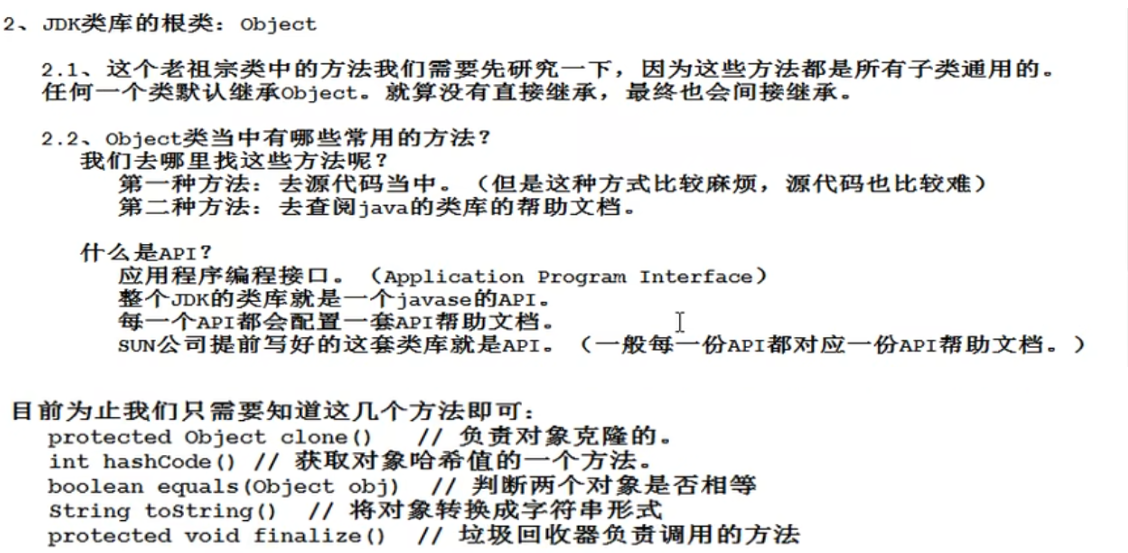 2、JDK类库的根类：Object
2.1、这个老祖宗类中的方法我们需要先研究一下，因为这些方法都是所有子类通用的。
任何一个类默认继承Object。就算没有直接继承，最终也会间接继承。
2.2、Object类当中有哪些常用的方法？
我们去哪里找这些方法呢？
第一种方法：去源代码当中。（但是这种方式比较麻烦，源代码也比较难）
第二种方法：去查阅java的类库的帮助文档。
什么是API？
应用程序编程接口。（Application Program Interface）
整个JDK的类库就是一个javase的API。
每一个API都会配置一套API帮助文档。
SUN公司提前写好的这套类库就是API。（一般每一份API都对应一份API帮助文档。）
目前为止我们只需要知道这几个方法即可：
protected Object clone() // 负责对象克隆的。
int hashCode() // 获取对象哈希值的一个方法。
boolean equals(Object obj) // 判断两个对象是否相等
String toString() // 将对象转换成字符串形式
protected void finalize() // 垃圾回收器负责调用的方法